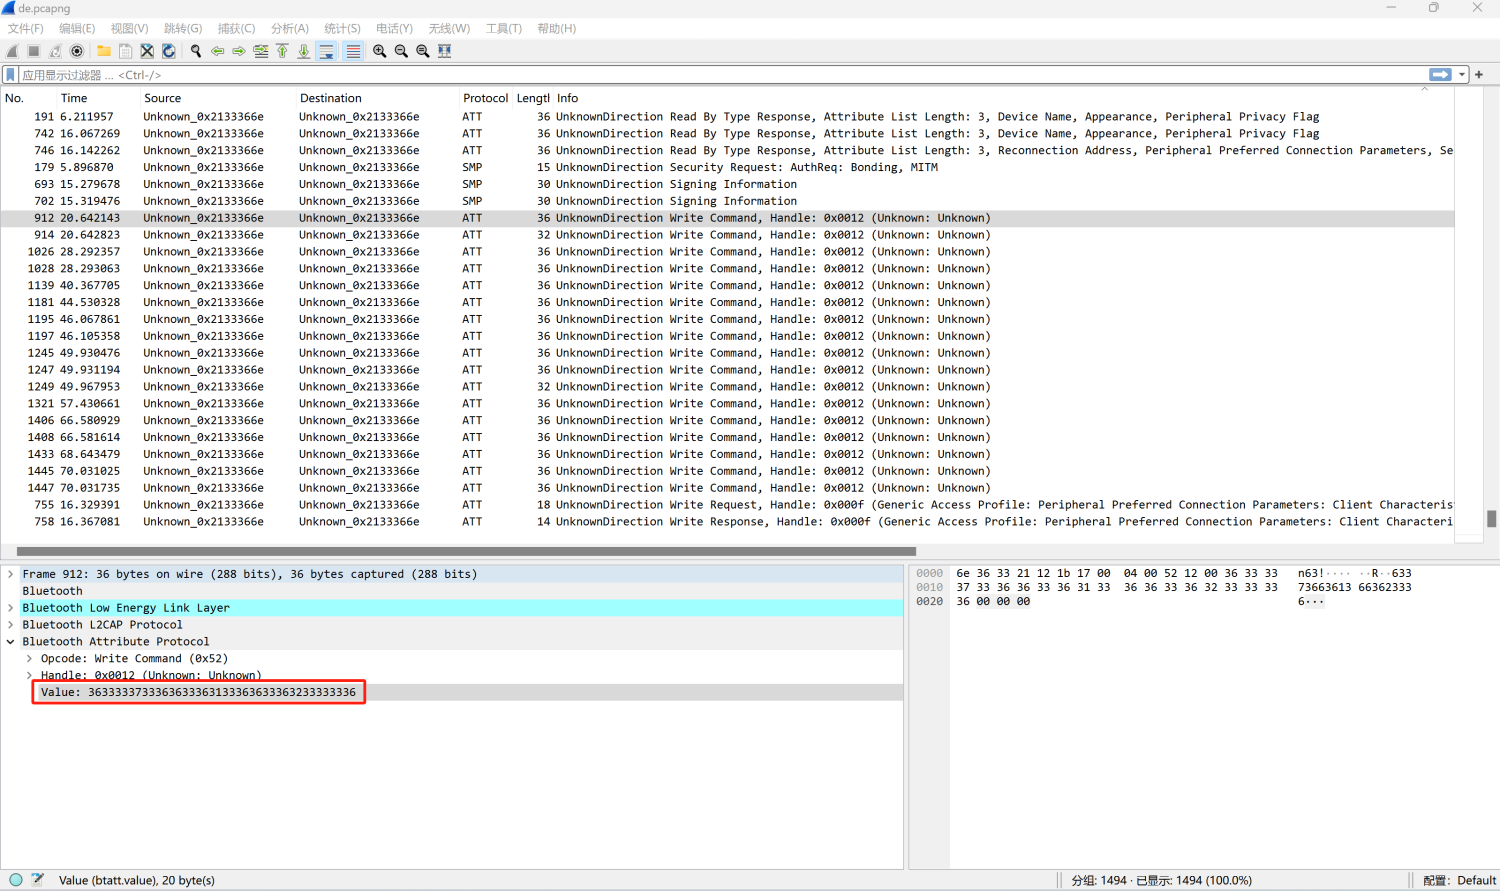 de.pcapng
文件(F) 编辑(E) 视图(V) 跳转(G) 捕获(C) 分析(A) 统计(S) 电话(Y) 无线(W) 工具(T) 帮助(H)
应用显示过滤器 … <Ctrl-/>
No. Time Source Destination Protocol Lengtl Info
191 6.211957 Unknown_0x2133366e Unknown_0x2133366e ATT 36 UnknownDirection Read By Type Response, Attribute List Length: 3, Device Name, Appearance, Peripheral Privacy Flag
742 16.067269 Unknown_0x2133366e Unknown_0x2133366e ATT 36 UnknownDirection Read By Type Response, Attribute List Length: 3, Device Name, Appearance, Peripheral Privacy Flag
746 16.142262 Unknown_0x2133366e Unknown_0x2133366e ATT 36 UnknownDirection Read By Type Response, Attribute List Length: 3, Reconnection Address, Peripheral Preferred Connection Parameters, Se
179 5.896870 Unknown_0x2133366e Unknown_0x2133366e SMP 15 UnknownDirection Security Request: AuthReq: Bonding, MITM
693 15.279678 Unknown_0x2133366e Unknown_0x2133366e SMP 30 UnknownDirection Signing Information
702 15.319476 Unknown_0x2133366e Unknown_0x2133366e SMP 30 UnknownDirection Signing Information
912 20.642143 Unknown_0x2133366e Unknown_0x2133366e ATT 36 UnknownDirection Write Command, Handle: 0x0012 (Unknown: Unknown)
914 20.642823 Unknown_0x2133366e Unknown_0x2133366e ATT 32 UnknownDirection Write Command, Handle: 0x0012 (Unknown: Unknown)
1026 28.292357 Unknown_0x2133366e Unknown_0x2133366e ATT 36 UnknownDirection Write Command, Handle: 0x0012 (Unknown: Unknown)
1028 28.293063 Unknown_0x2133366e Unknown_0x2133366e ATT 36 UnknownDirection Write Command, Handle: 0x0012 (Unknown: Unknown)
1139 40.367705 Unknown_0x2133366e Unknown_0x2133366e ATT 36 UnknownDirection Write Command, Handle: 0x0012 (Unknown: Unknown)
1181 44.530328 Unknown_0x2133366e Unknown_0x2133366e ATT 36 UnknownDirection Write Command, Handle: 0x0012 (Unknown: Unknown)
1195 46.067861 Unknown_0x2133366e Unknown_0x2133366e ATT 36 UnknownDirection Write Command, Handle: 0x0012 (Unknown: Unknown)
1197 46.105358 Unknown_0x2133366e Unknown_0x2133366e ATT 36 UnknownDirection Write Command, Handle: 0x0012 (Unknown: Unknown)
1245 49.930476 Unknown_0x2133366e Unknown_0x2133366e ATT 36 UnknownDirection Write Command, Handle: 0x0012 (Unknown: Unknown)
1247 49.931194 Unknown_0x2133366e Unknown_0x2133366e ATT 36 UnknownDirection Write Command, Handle: 0x0012 (Unknown: Unknown)
1249 49.967953 Unknown_0x2133366e Unknown_0x2133366e ATT 32 UnknownDirection Write Command, Handle: 0x0012 (Unknown: Unknown)
1321 57.430661 Unknown_0x2133366e Unknown_0x2133366e ATT 36 UnknownDirection Write Command, Handle: 0x0012 (Unknown: Unknown)
1406 66.580929 Unknown_0x2133366e Unknown_0x2133366e ATT 36 UnknownDirection Write Command, Handle: 0x0012 (Unknown: Unknown)
1408 66.581614 Unknown_0x2133366e Unknown_0x2133366e ATT 36 UnknownDirection Write Command, Handle: 0x0012 (Unknown: Unknown)
1433 68.643479 Unknown_0x2133366e Unknown_0x2133366e ATT 36 UnknownDirection Write Command, Handle: 0x0012 (Unknown: Unknown)
1445 70.031025 Unknown_0x2133366e Unknown_0x2133366e ATT 36 UnknownDirection Write Command, Handle: 0x0012 (Unknown: Unknown)
1447 70.031735 Unknown_0x2133366e Unknown_0x2133366e ATT 36 UnknownDirection Write Command, Handle: 0x0012 (Unknown: Unknown)
755 16.329391 Unknown_0x2133366e Unknown_0x2133366e ATT 18 UnknownDirection Write Request, Handle: 0x000f (Generic Access Profile: Peripheral Preferred Connection Parameters: Client Characteris
758 16.367081 Unknown_0x2133366e Unknown_0x2133366e ATT 14 UnknownDirection Write Response, Handle: 0x000f (Generic Access Profile: Peripheral Preferred Connection Parameters: Client Characteri
Frame 912: 36 bytes on wire (288 bits), 36 bytes captured (288 bits)
Bluetooth
Bluetooth Low Energy Link Layer
Bluetooth L2CAP Protocol
Bluetooth Attribute Protocol
Opcode: Write Command (0x52)
Handle: 0x0012 (Unknown: Unknown)
Value: 3633333733363633363133363633363233333336
0000 6e 36 33 21 12 1b 17 00 04 00 52 12 00 36 33 33 n63!···· ··R··633
0010 37 33 36 36 33 36 31 33 36 36 33 36 32 33 33 33 73663613 66362333
0020 36 00 00 00 6···
Value (btatt.value), 20 byte(s)
分组: 1494 · 已显示: 1494 (100.0%)
配置: Default